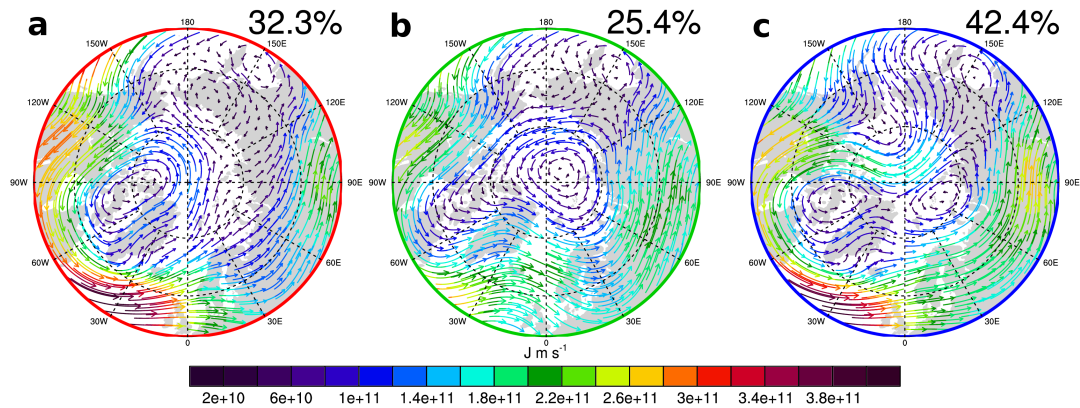 a 32.3% b 25.4% c 42.4%
180 180 180
150W 150E 150W 150E 150W 150E
120W 120E 120W 120E 120W 120E
90W 90E 90W 90E 90W 90E
60W 60E 60W 60E 60W 60E
30W 30E 30W 30E 30W 30E
0 0 0
J m s⁻¹
2e+10 6e+10 1e+11 1.4e+11 1.8e+11 2.2e+11 2.6e+11 3e+11 3.4e+11 3.8e+11